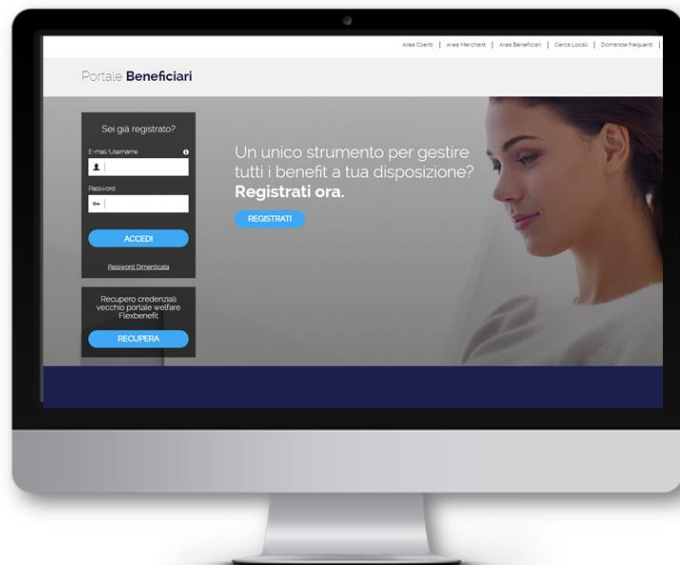 Area Clienti | Area Merchant | Area Beneficiari | Cerca Locali | Domande frequenti |
Portale Beneficiari
Sei già registrato?
E-mail/Username
Password
ACCEDI
Password Dimenticata
Recupero credenziali
vecchio portale welfare
Flexbenefit
RECUPERA
Un unico strumento per gestire
tutti i benefit a tua disposizione?
Registrati ora.
REGISTRATI